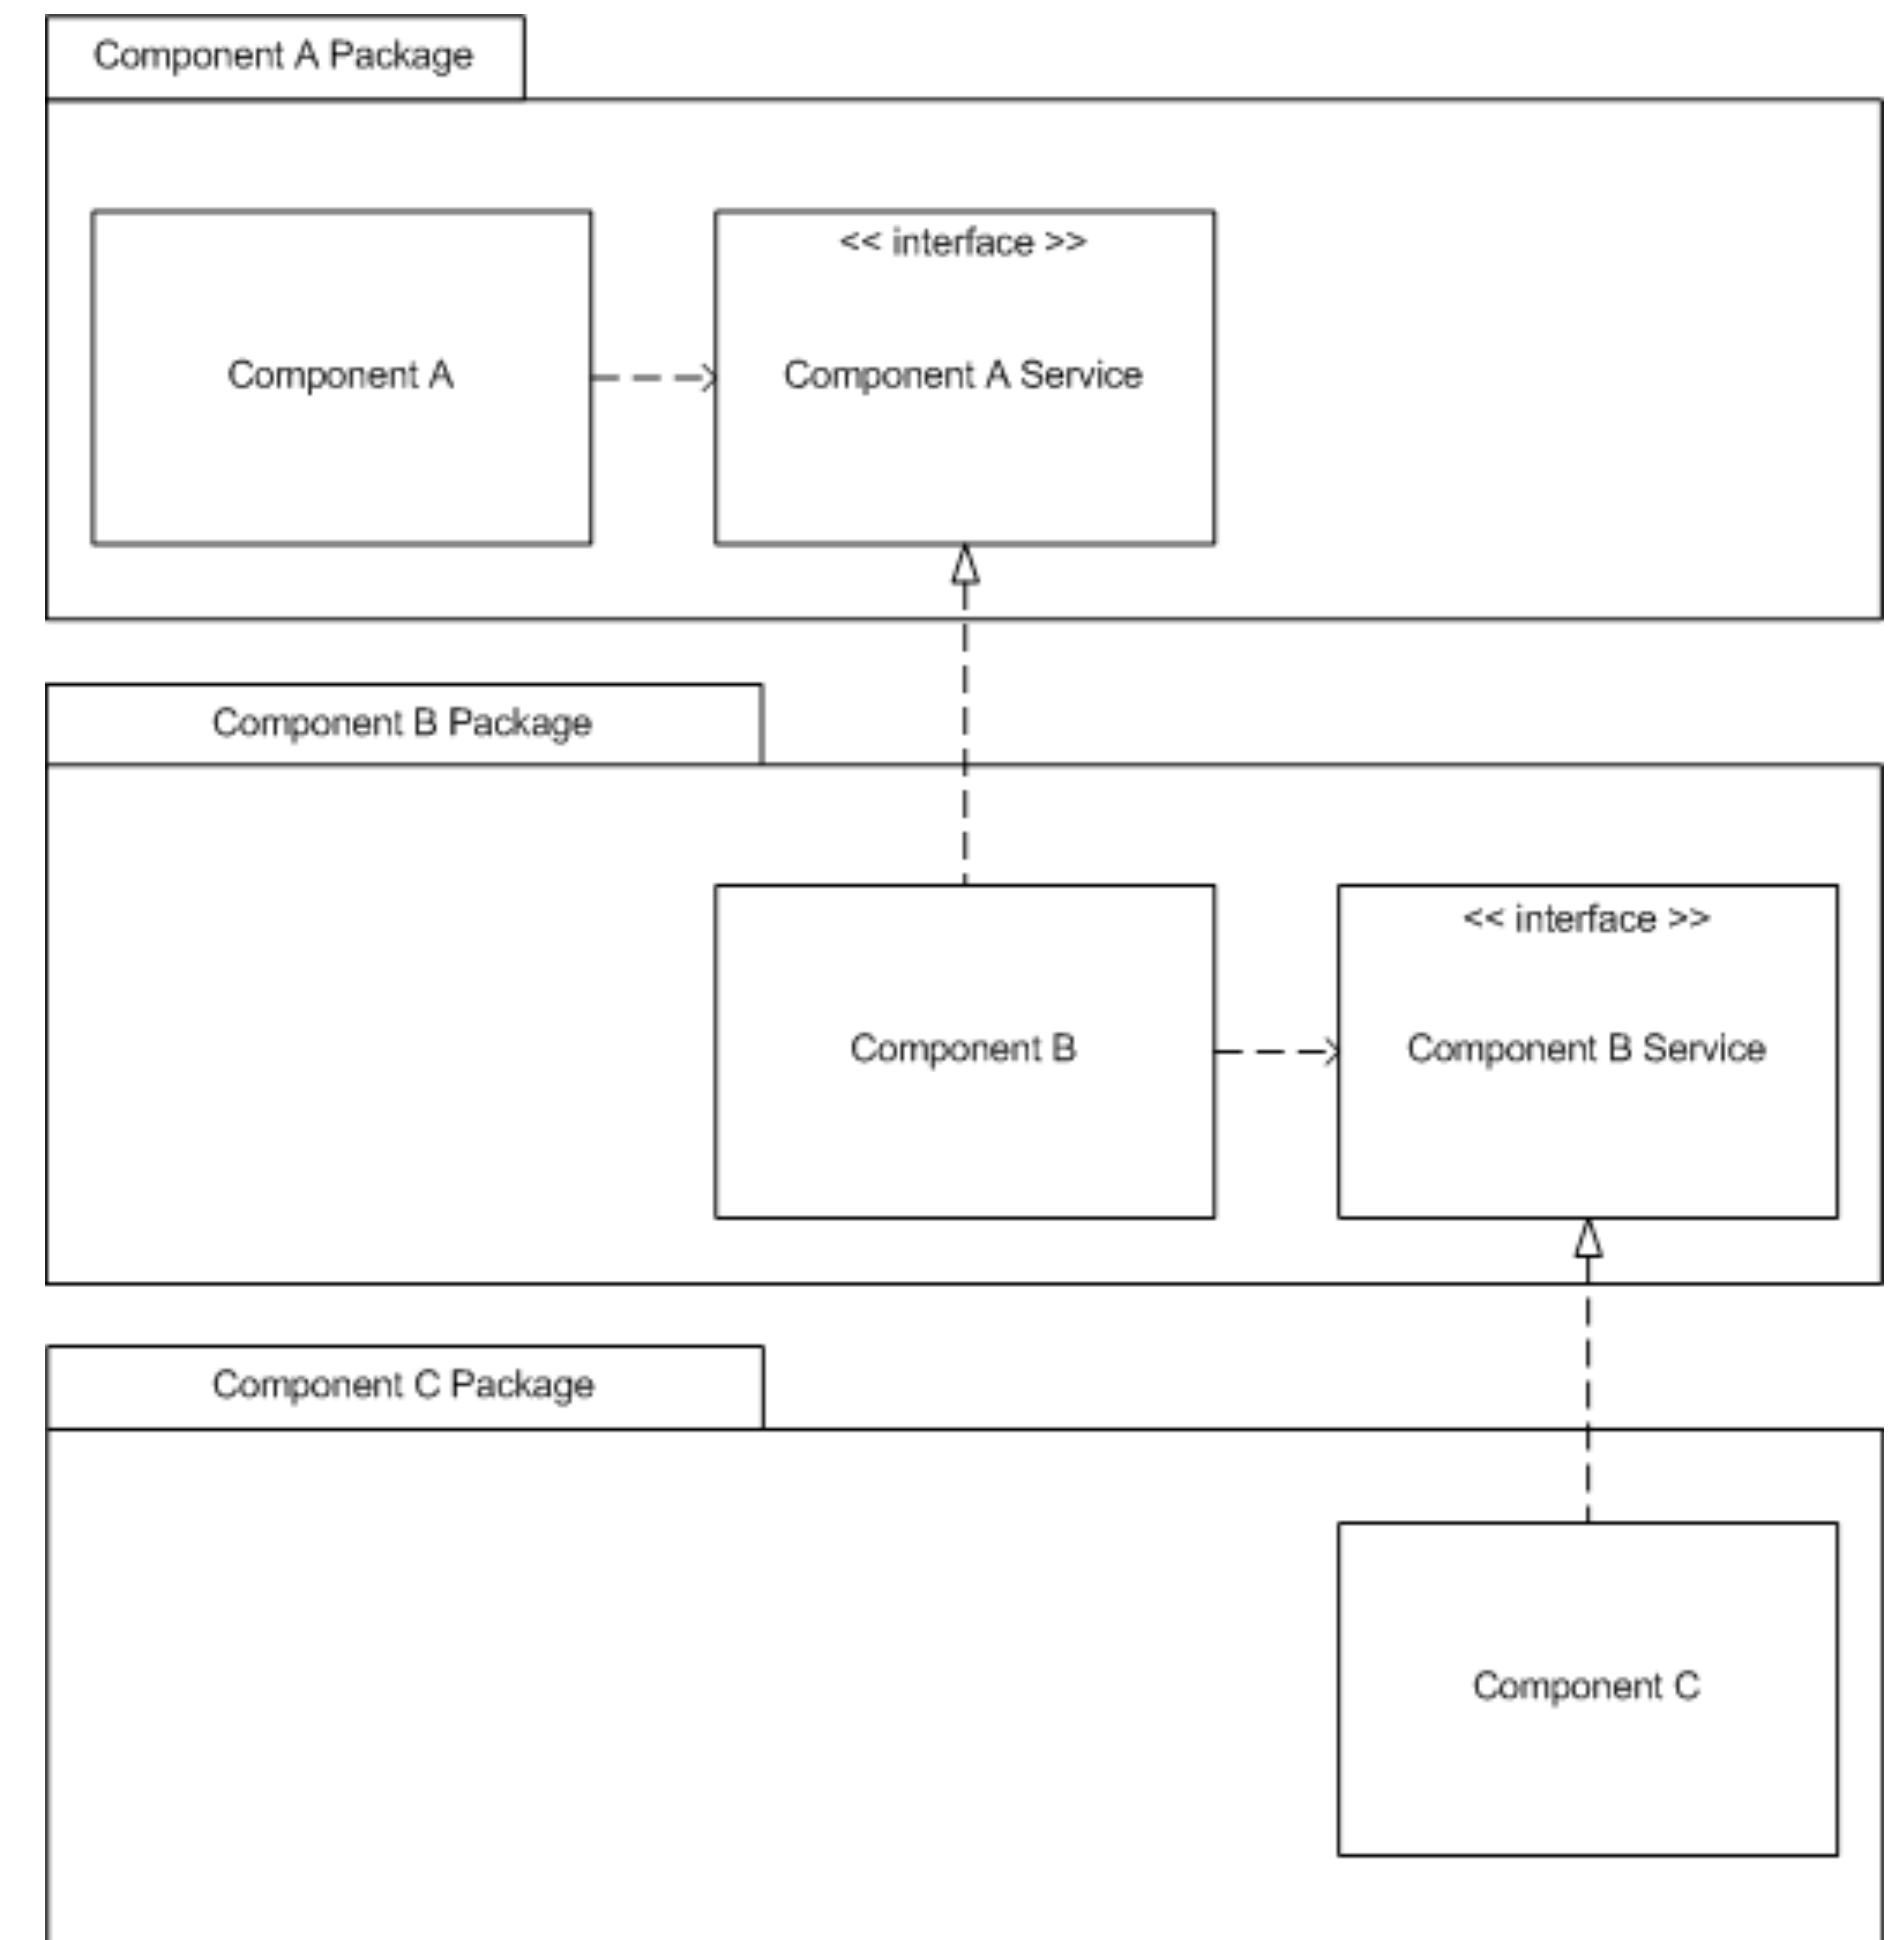 Component A Package
<< interface >>
Component A
Component A Service
Component B Package
<< interface >>
Component B
Component B Service
Component C Package
Component C